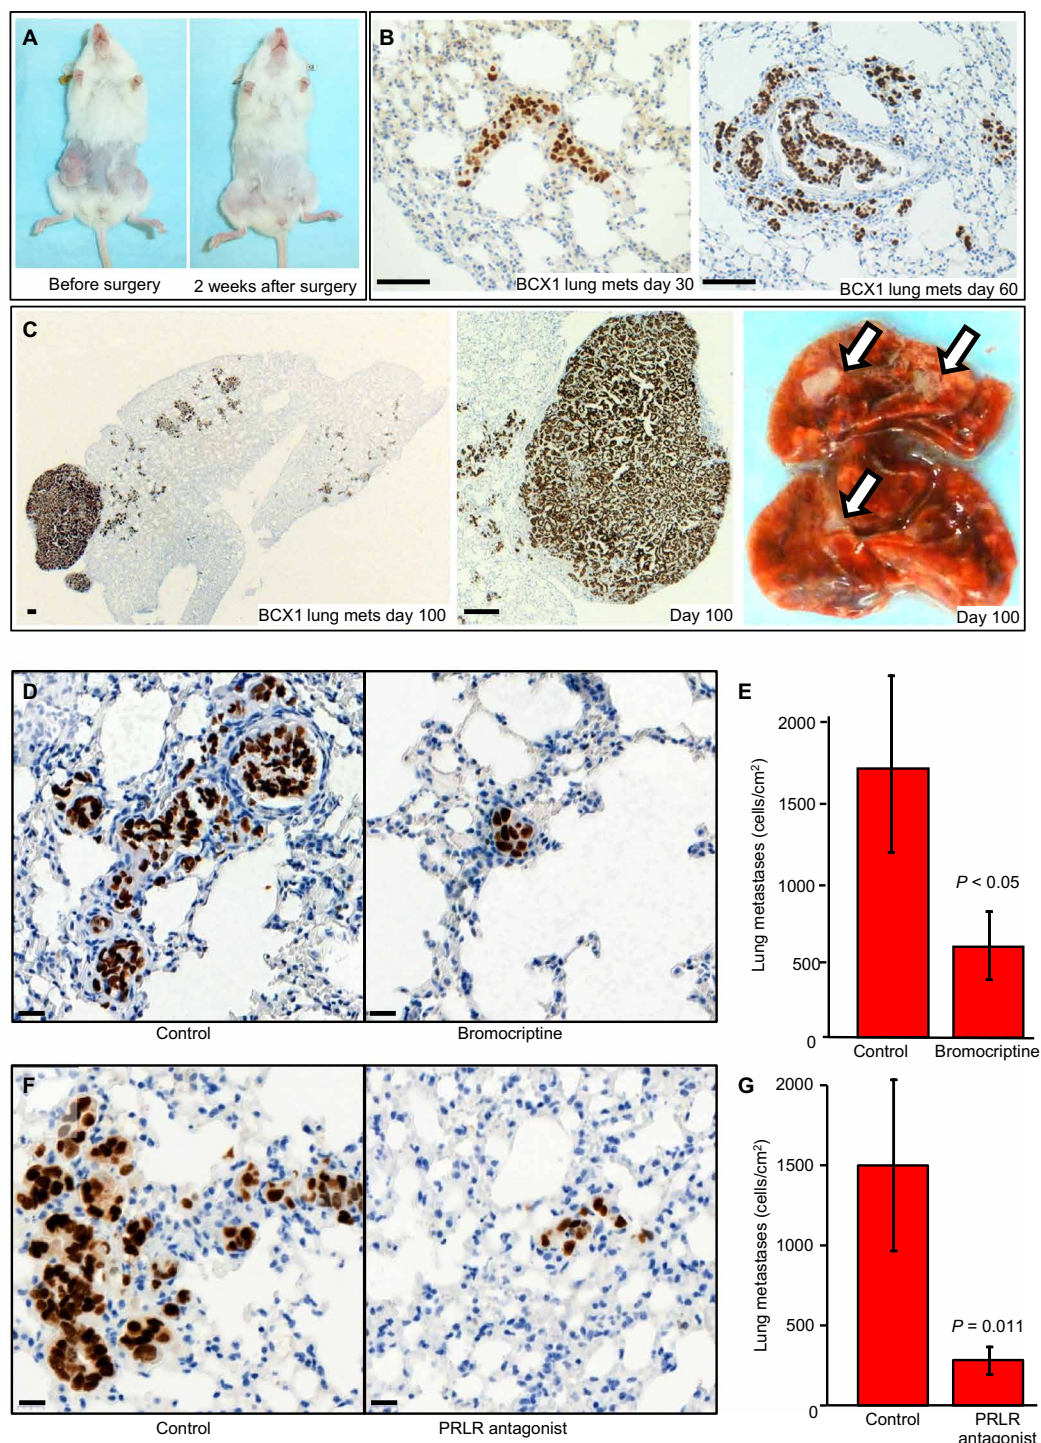 A
Before surgery
2 weeks after surgery
B
BCX1 lung mets day 30
BCX1 lung mets day 60
C
BCX1 lung mets day 100
Day 100
Day 100
D
Control
Bromocriptine
E
Lung metastases (cells/cm²)
2000
1500
1000
500
0
P < 0.05
Control
Bromocriptine
F
Control
PRLR antagonist
G
Lung metastases (cells/cm²)
2000
1500
1000
500
0
P = 0.011
Control
PRLR
antagonist